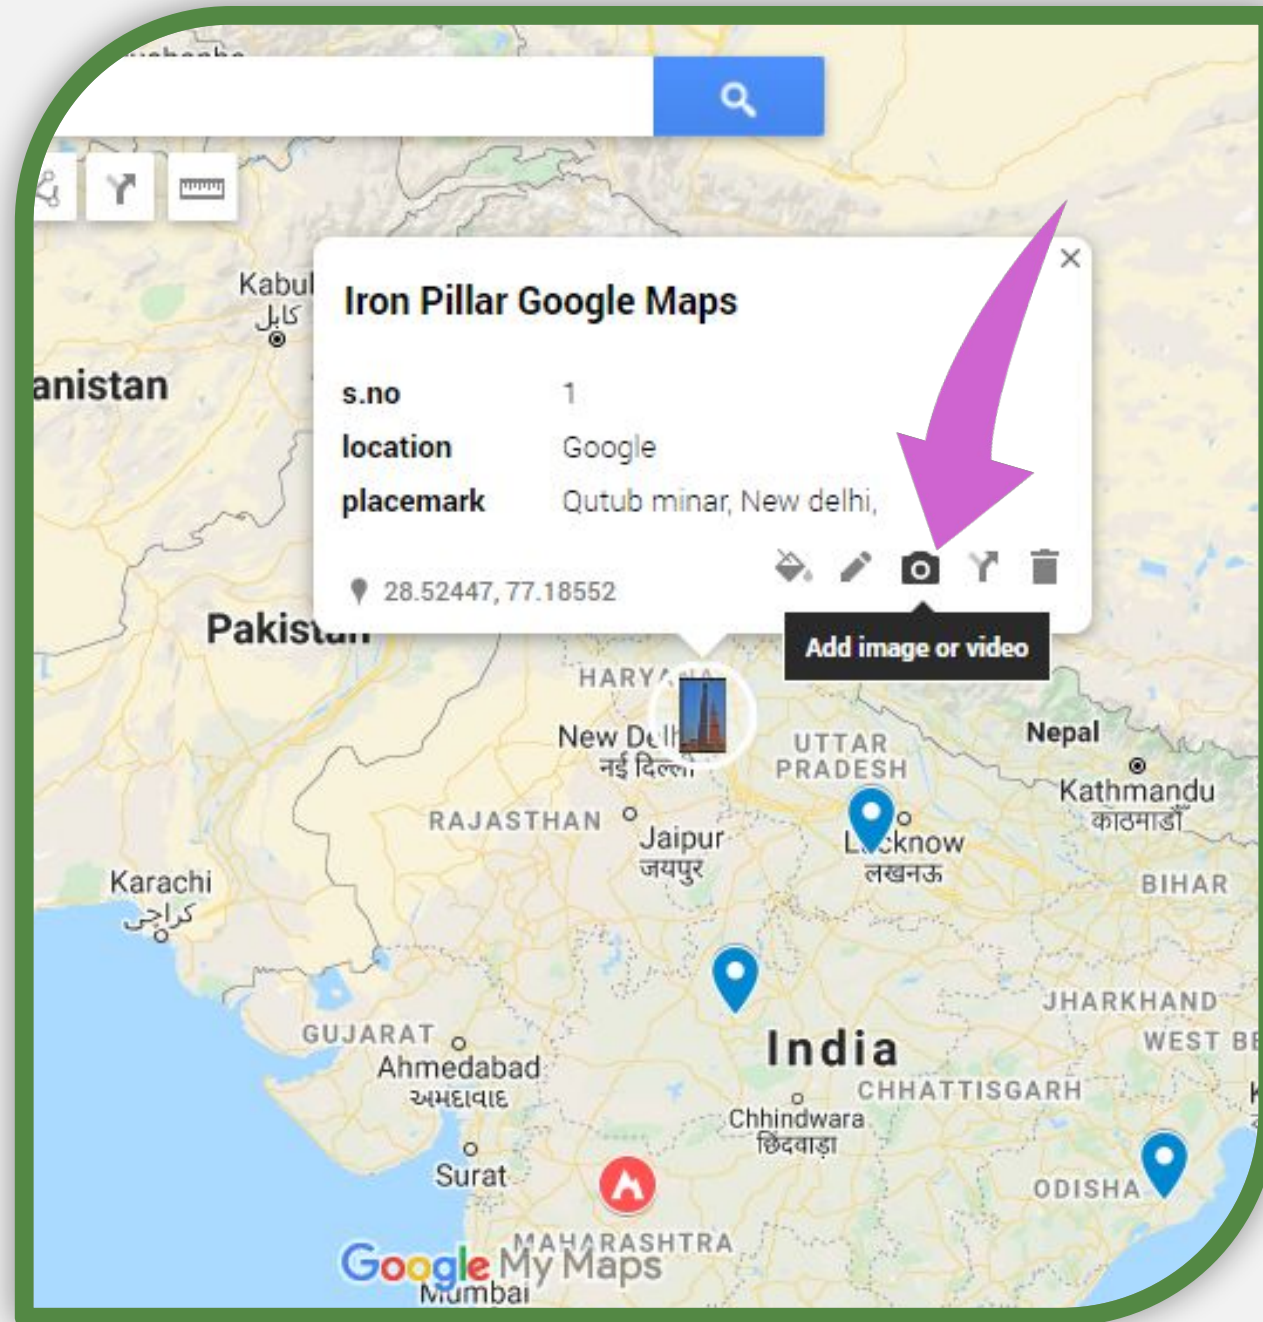 Kabul
کابل
anistan
Iron Pillar Google Maps
s.no 1
location Google
placemark Qutub minar, New delhi,
28.52447, 77.18552
Add image or video
Pakistan
HARYANA
New Delhi
नई दिल्ली
UTTAR
PRADESH
Nepal
Kathmandu
काठमाडौँ
RAJASTHAN
Jaipur
जयपुर
Lucknow
लखनऊ
Karachi
کراچی
BIHAR
JHARKHAND
GUJARAT
Ahmedabad
અમદાવાદ
India
WEST BE
CHHATTISGARH
Chhindwara
छिंदवाड़ा
Surat
ODISHA
MAHARASHTRA
Google My Maps
Mumbai